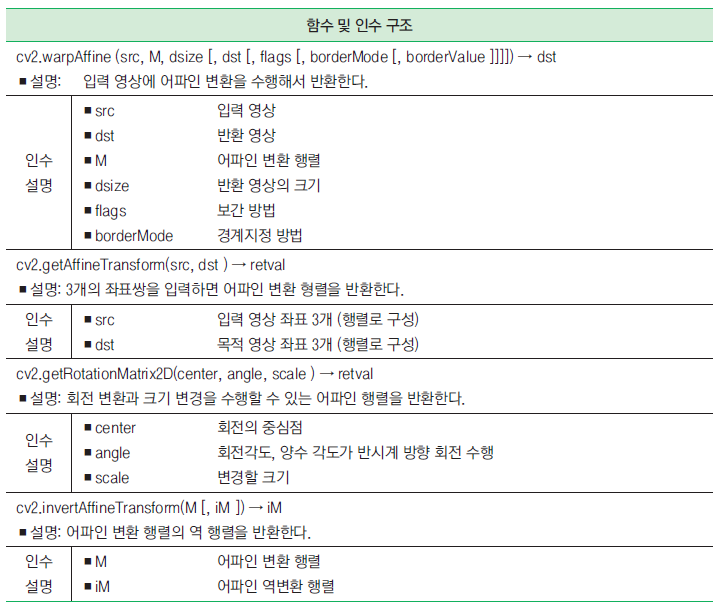 함수 및 인수 구조
cv2.warpAffine (src, M, dsize [, dst [, flags [, borderMode [, borderValue ]]]]) → dst
■ 설명: 입력 영상에 어파인 변환을 수행해서 반환한다.
인수 설명
■ src 입력 영상
■ dst 반환 영상
■ M 어파인 변환 행렬
■ dsize 반환 영상의 크기
■ flags 보간 방법
■ borderMode 경계지정 방법
cv2.getAffineTransform(src, dst ) → retval
■ 설명: 3개의 좌표쌍을 입력하면 어파인 변환 형렬을 반환한다.
인수 설명
■ src 입력 영상 좌표 3개 (행렬로 구성)
■ dst 목적 영상 좌표 3개 (행렬로 구성)
cv2.getRotationMatrix2D(center, angle, scale ) → retval
■ 설명: 회전 변환과 크기 변경을 수행할 수 있는 어파인 행렬을 반환한다.
인수 설명
■ center 회전의 중심점
■ angle 회전각도, 양수 각도가 반시계 방향 회전 수행
■ scale 변경할 크기
cv2.invertAffineTransform(M [, iM ]) → iM
■ 설명: 어파인 변환 행렬의 역 행렬을 반환한다.
인수 설명
■ M 어파인 변환 행렬
■ iM 어파인 역변환 행렬